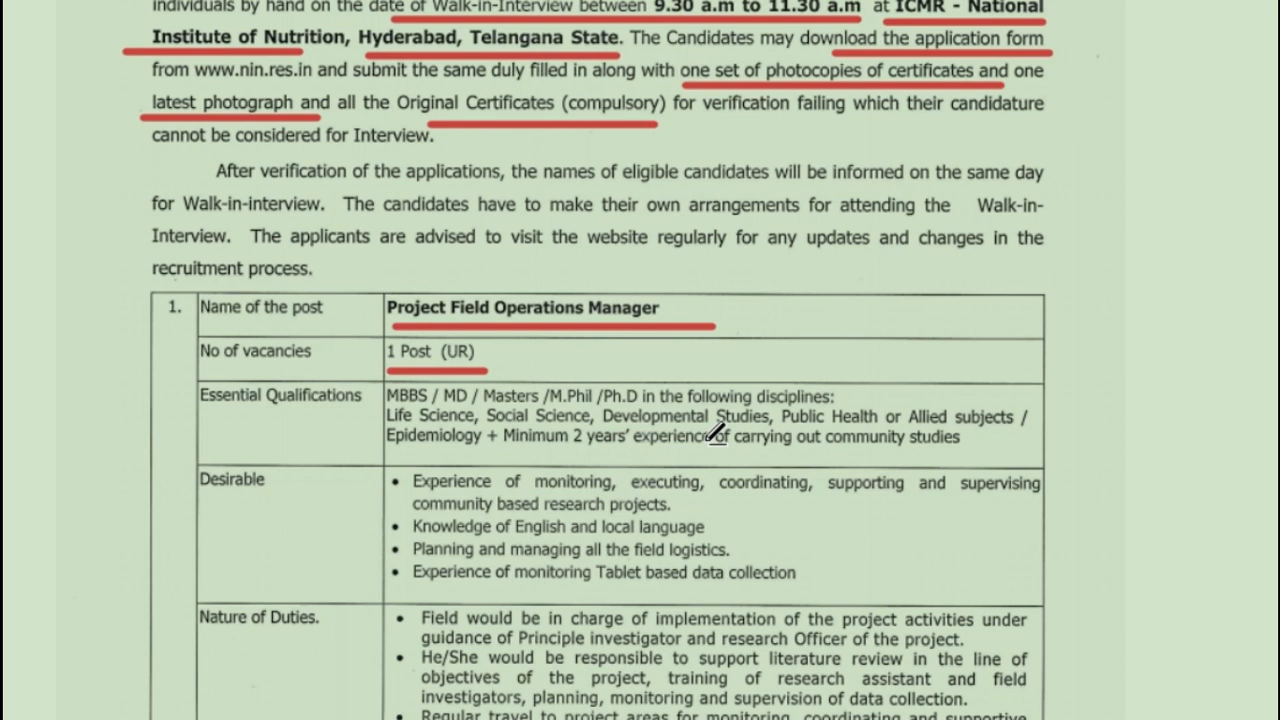 individuals by hand on the date of Walk-in-Interview between 9.30 a.m to 11.30 a.m at ICMR - National
Institute of Nutrition, Hyderabad, Telangana State. The Candidates may download the application form
from www.nin.res.in and submit the same duly filled in along with one set of photocopies of certificates and one
latest photograph and all the Original Certificates (compulsory) for verification failing which their candidature
cannot be considered for Interview.
After verification of the applications, the names of eligible candidates will be informed on the same day
for Walk-in-interview. The candidates have to make their own arrangements for attending the Walk-in-
Interview. The applicants are advised to visit the website regularly for any updates and changes in the
recruitment process.
1. Name of the post Project Field Operations Manager
No of vacancies 1 Post (UR)
Essential Qualifications MBBS / MD / Masters /M.Phil /Ph.D in the following disciplines:
Life Science, Social Science, Developmental Studies, Public Health or Allied subjects /
Epidemiology + Minimum 2 years' experience of carrying out community studies
Desirable • Experience of monitoring, executing, coordinating, supporting and supervising
community based research projects.
• Knowledge of English and local language
• Planning and managing all the field logistics.
• Experience of monitoring Tablet based data collection
Nature of Duties. • Field would be in charge of implementation of the project activities under
guidance of Principle investigator and research Officer of the project.
• He/She would be responsible to support literature review in the line of
objectives of the project, training of research assistant and field
investigators, planning, monitoring and supervision of data collection.
• Regular travel to project areas for monitoring, coordinating and supportive